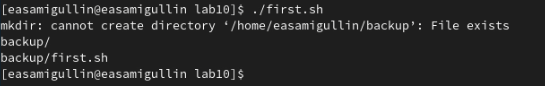 [easamigullin@easamigullin lab10]$ ./first.sh
mkdir: cannot create directory ‘/home/easamigullin/backup’: File exists
backup/
backup/first.sh
[easamigullin@easamigullin lab10]$